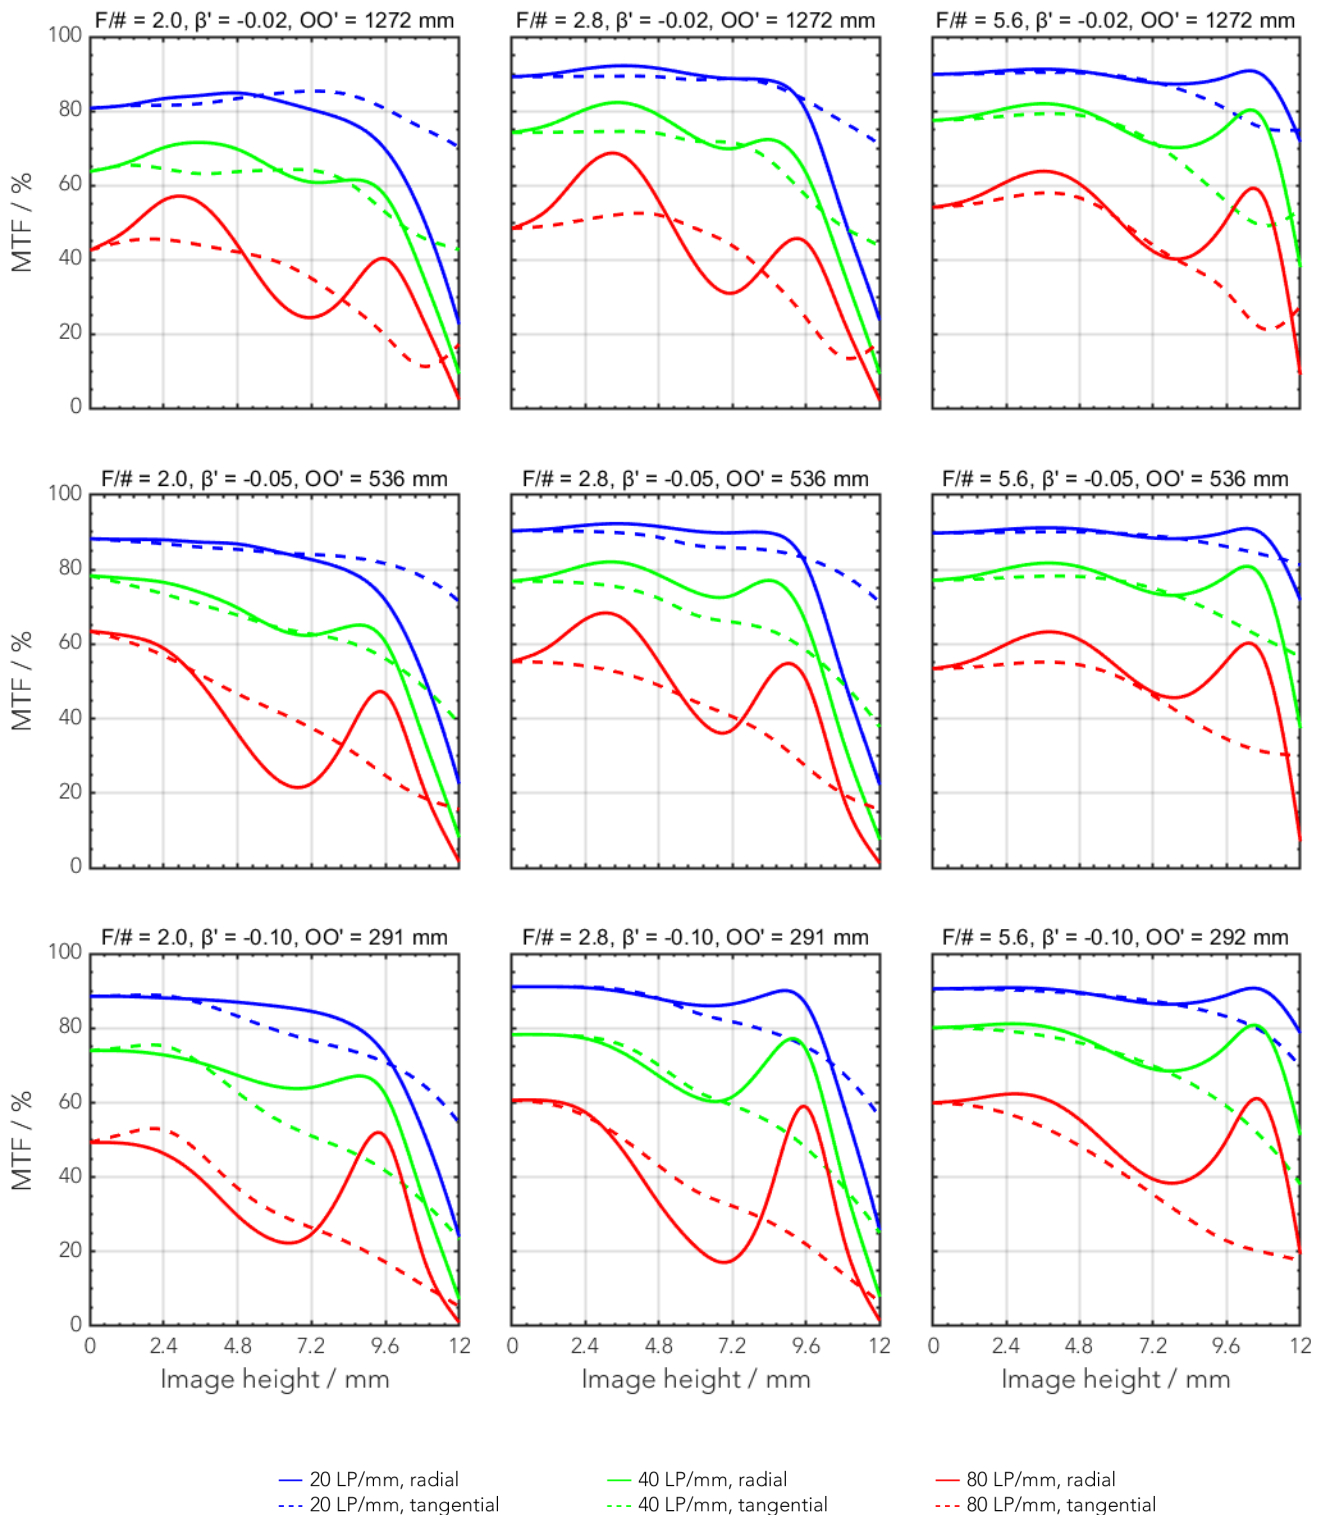 F/# = 2.0, β' = -0.02, OO' = 1272 mm
F/# = 2.8, β' = -0.02, OO' = 1272 mm
F/# = 5.6, β' = -0.02, OO' = 1272 mm
100
80
60
40
20
0
MTF / %
F/# = 2.0, β' = -0.05, OO' = 536 mm
F/# = 2.8, β' = -0.05, OO' = 536 mm
F/# = 5.6, β' = -0.05, OO' = 536 mm
100
80
60
40
20
0
MTF / %
F/# = 2.0, β' = -0.10, OO' = 291 mm
F/# = 2.8, β' = -0.10, OO' = 291 mm
F/# = 5.6, β' = -0.10, OO' = 292 mm
100
80
60
40
20
0
MTF / %
0 2.4 4.8 7.2 9.6 12
0 2.4 4.8 7.2 9.6 12
0 2.4 4.8 7.2 9.6 12
Image height / mm
Image height / mm
Image height / mm
20 LP/mm, radial
40 LP/mm, radial
80 LP/mm, radial
20 LP/mm, tangential
40 LP/mm, tangential
80 LP/mm, tangential